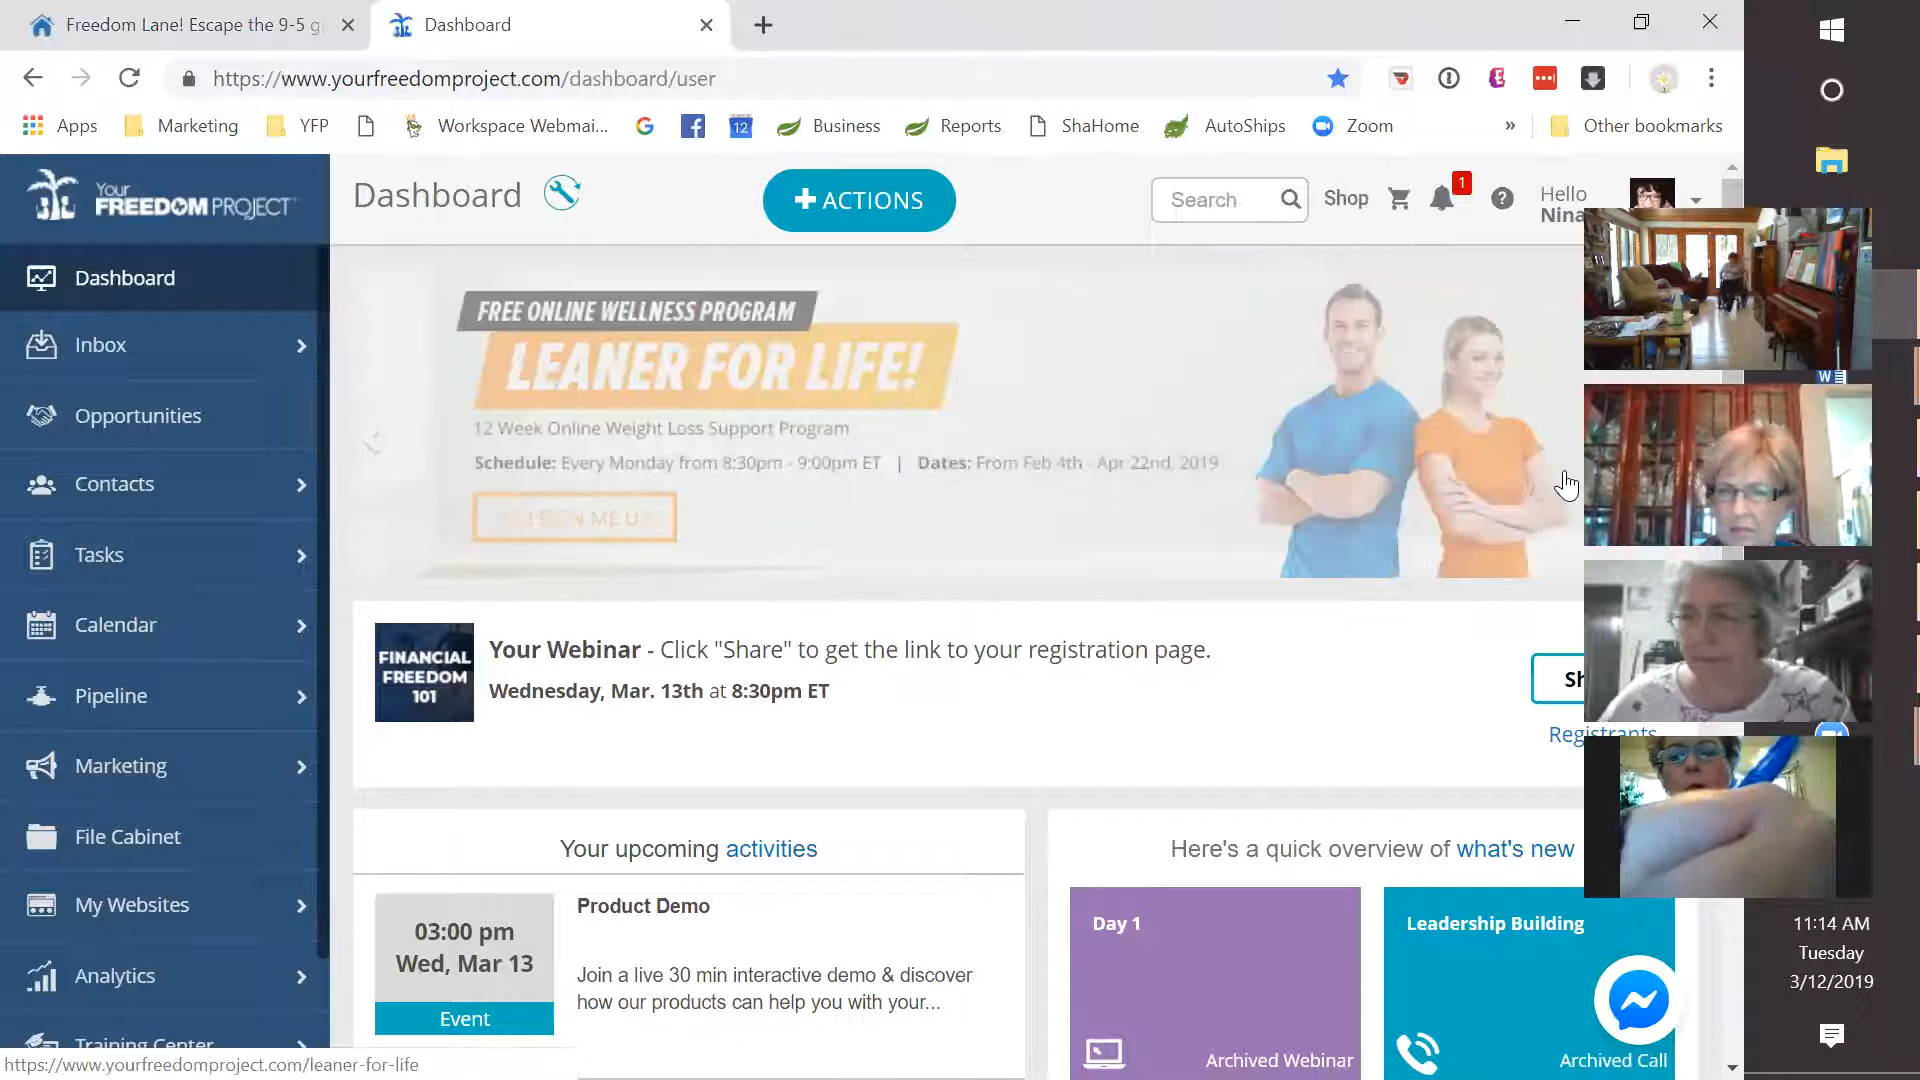 Freedom Lane! Escape the 9-5 g
Dashboard
https://www.yourfreedomproject.com/dashboard/user
Apps
Marketing
YFP
Workspace Webmai...
12
Business
Reports
ShaHome
AutoShips
Zoom
»
Other bookmarks
Your
FREEDOM PROJECT
Dashboard
ACTIONS
Search
Shop
1
Hello
Nina
Dashboard
Inbox
Opportunities
Contacts
Tasks
Calendar
Pipeline
Marketing
File Cabinet
My Websites
Analytics
Training Center
FREE ONLINE WELLNESS PROGRAM
LEANER FOR LIFE!
12 Week Online Weight Loss Support Program
Schedule: Every Monday from 8:30pm - 9:00pm ET | Dates: From Feb 4th - Apr 22nd, 2019
FINANCIAL
FREEDOM
101
Your Webinar - Click "Share" to get the link to your registration page.
Wednesday, Mar. 13th at 8:30pm ET
Sh
Registrants
Your upcoming activities
03:00 pm
Wed, Mar 13
Event
Product Demo
Join a live 30 min interactive demo & discover
how our products can help you with your...
Here's a quick overview of what's new
Day 1
Archived Webinar
Leadership Building
Archived Call
W
11:14 AM
Tuesday
3/12/2019
https://www.yourfreedomproject.com/leaner-for-life